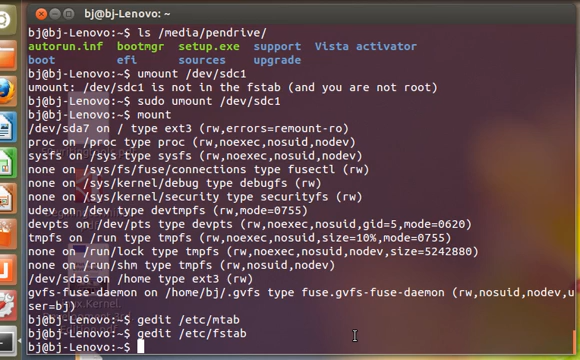 bj@bj-Lenovo: ~
bj@bj-Lenovo:~$ ls /media/pendrive/
autorun.inf bootmgr setup.exe support Vista activator
boot efi sources upgrade
bj@bj-Lenovo:~$ umount /dev/sdc1
umount: /dev/sdc1 is not in the fstab (and you are not root)
bj@bj-Lenovo:~$ sudo umount /dev/sdc1
bj@bj-Lenovo:~$ mount
/dev/sda7 on / type ext3 (rw,errors=remount-ro)
proc on /proc type proc (rw,noexec,nosuid,nodev)
sysfs on /sys type sysfs (rw,noexec,nosuid,nodev)
none on /sys/fs/fuse/connections type fusectl (rw)
none on /sys/kernel/debug type debugfs (rw)
none on /sys/kernel/security type securityfs (rw)
udev on /dev type devtmpfs (rw,mode=0755)
devpts on /dev/pts type devpts (rw,noexec,nosuid,gid=5,mode=0620)
tmpfs on /run type tmpfs (rw,noexec,nosuid,size=10%,mode=0755)
none on /run/lock type tmpfs (rw,noexec,nosuid,nodev,size=5242880)
none on /run/shm type tmpfs (rw,nosuid,nodev)
/dev/sda6 on /home type ext3 (rw)
gvfs-fuse-daemon on /home/bj/.gvfs type fuse.gvfs-fuse-daemon (rw,nosuid,nodev,u
ser=bj)
bj@bj-Lenovo:~$ gedit /etc/mtab
bj@bj-Lenovo:~$ gedit /etc/fstab
bj@bj-Lenovo:~$